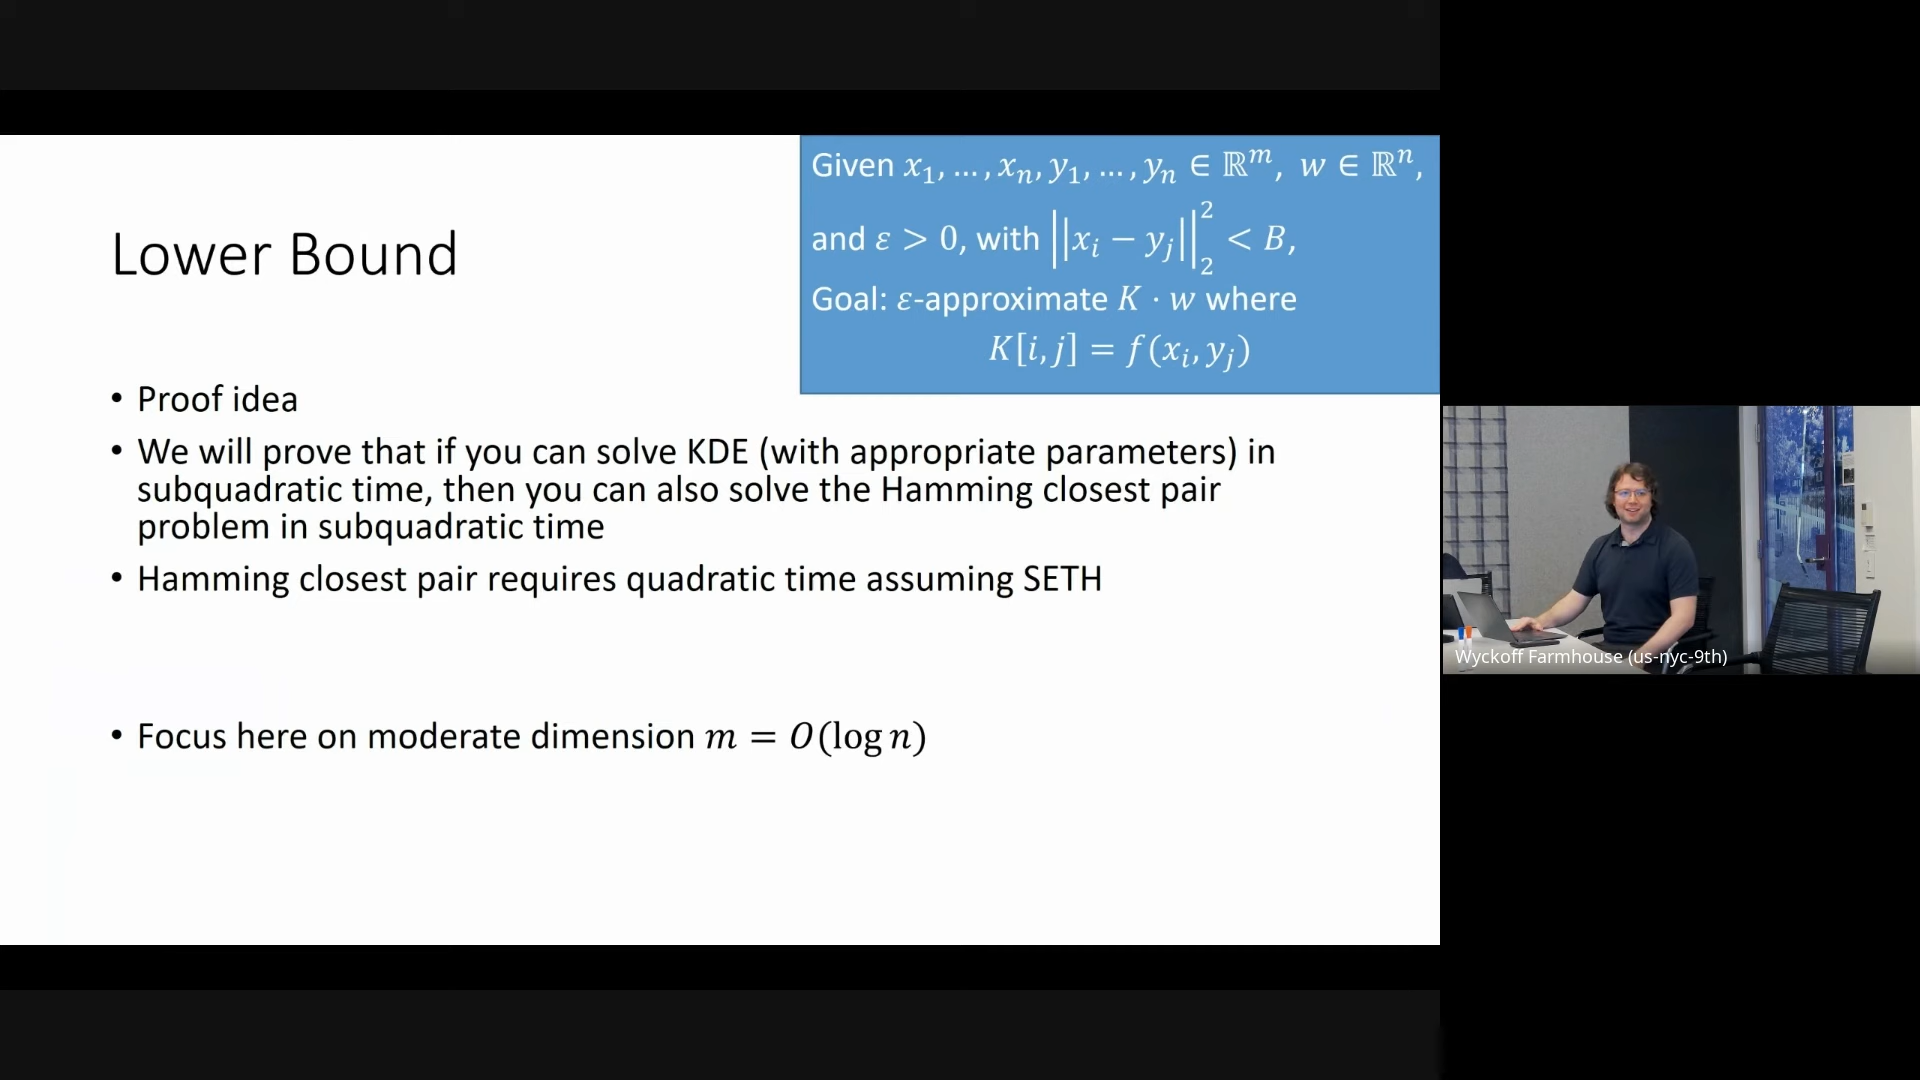 Given x₁, … , xₙ, y₁, … , yₙ ∈ ℝᵐ, w ∈ ℝⁿ,
and ε > 0, with ||xᵢ − yⱼ||₂² < B,
Goal: ε-approximate K · w where
K[i, j] = f(xᵢ, yⱼ)
Lower Bound
• Proof idea
• We will prove that if you can solve KDE (with appropriate parameters) in
subquadratic time, then you can also solve the Hamming closest pair
problem in subquadratic time
• Hamming closest pair requires quadratic time assuming SETH
• Focus here on moderate dimension m = O(log n)
Wyckoff Farmhouse (us-nyc-9th)